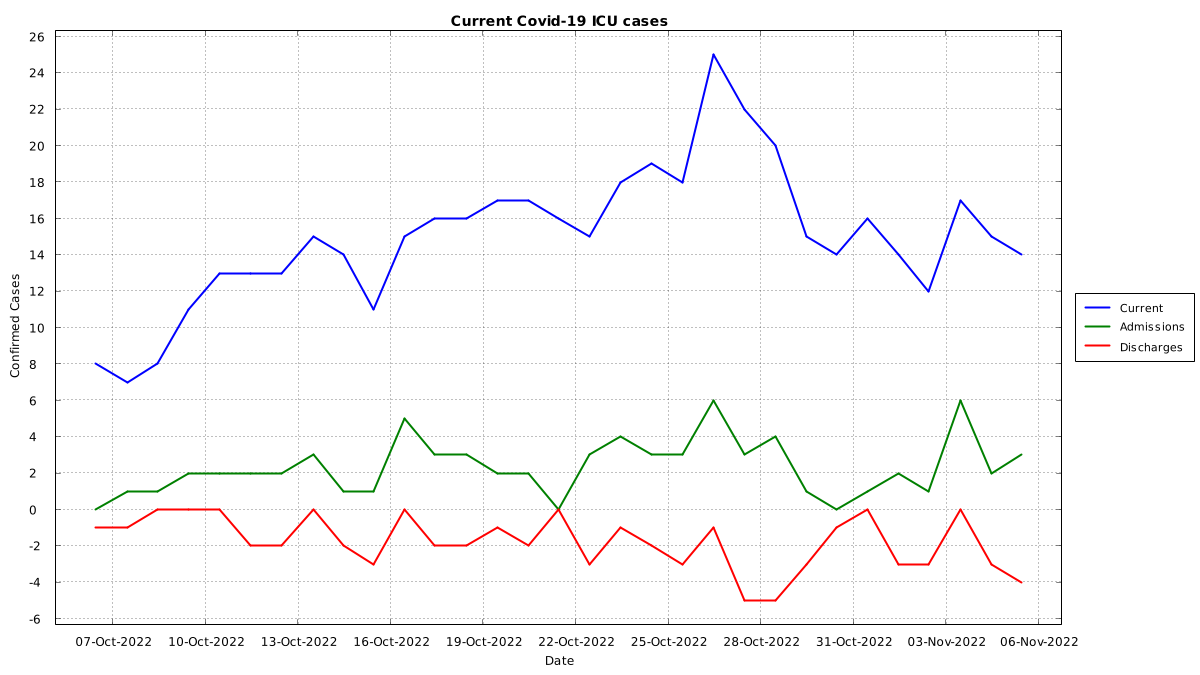 Current Covid-19 ICU cases
26
24
22
20
18
16
14
12
10
8
6
4
2
0
-2
-4
-6
Confirmed Cases
07-Oct-2022 10-Oct-2022 13-Oct-2022 16-Oct-2022 19-Oct-2022 22-Oct-2022 25-Oct-2022 28-Oct-2022 31-Oct-2022 03-Nov-2022 06-Nov-2022
Date
Current
Admissions
Discharges